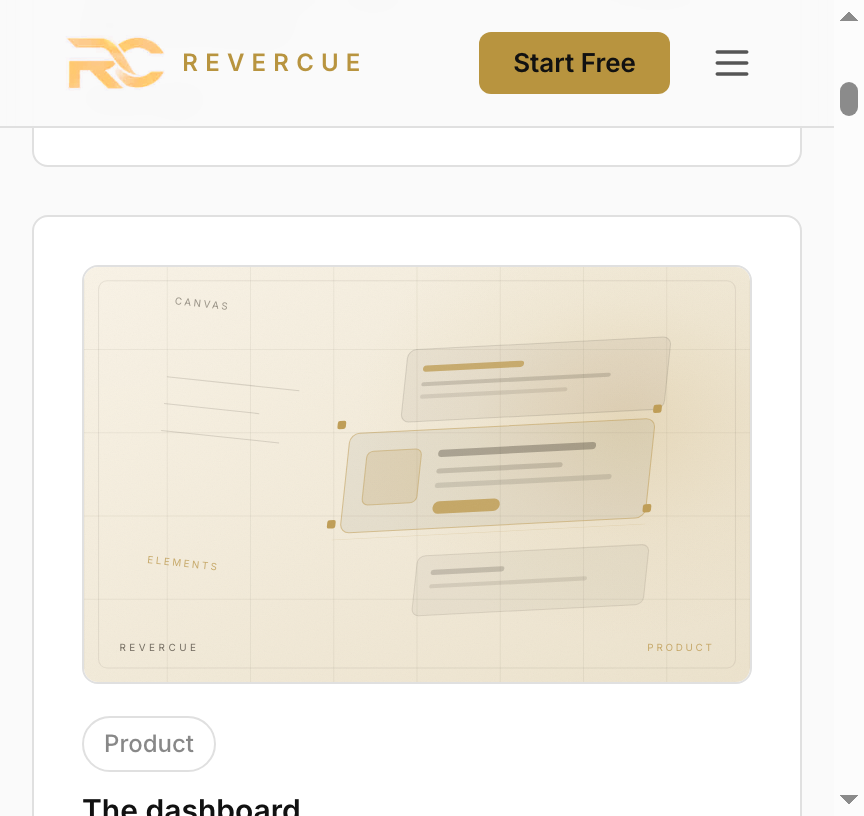 RC REVERCUE
Start Free
CANVAS
ELEMENTS
REVERCUE
PRODUCT
Product
The dashboard